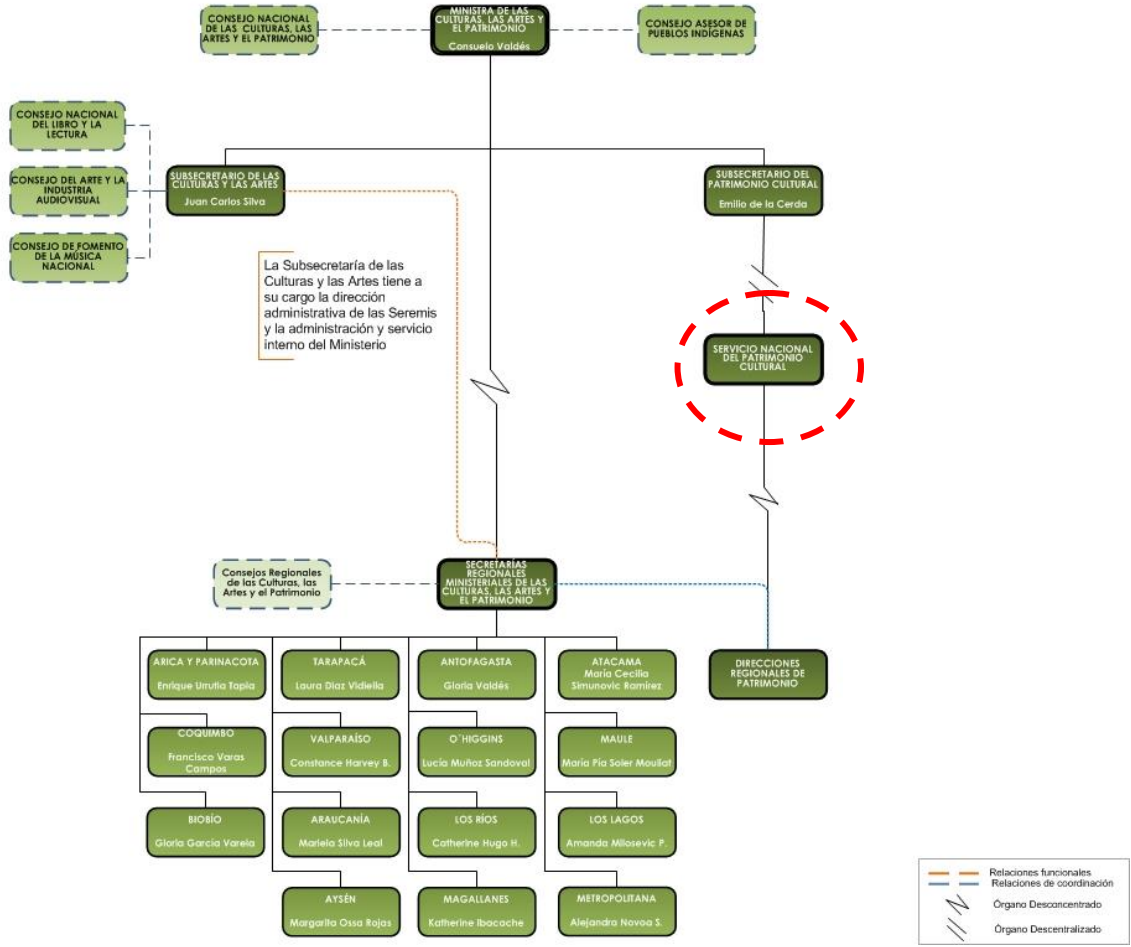 CONSEJO NACIONAL
DE LAS CULTURAS, LAS
ARTES Y EL PATRIMONIO
MINISTRA DE LAS
CULTURAS, LAS ARTES Y
EL PATRIMONIO
Consuelo Valdés
CONSEJO ASESOR DE
PUEBLOS INDÍGENAS
CONSEJO NACIONAL
DEL LIBRO Y LA
LECTURA
CONSEJO DEL ARTE Y LA
INDUSTRIA
AUDIOVISUAL
CONSEJO DE FOMENTO
DE LA MÚSICA
NACIONAL
SUBSECRETARIO DE LAS
CULTURAS Y LAS ARTES
Juan Carlos Silva
SUBSECRETARIO DEL
PATRIMONIO CULTURAL
Emilio de la Cerda
La Subsecretaría de las
Culturas y las Artes tiene a
su cargo la dirección
administrativa de las Seremis
y la administración y servicio
interno del Ministerio
SERVICIO NACIONAL
DEL PATRIMONIO
CULTURAL
Consejos Regionales
de las Culturas, las
Artes y el Patrimonio
SECRETARÍAS
REGIONALES
MINISTERIALES DE LAS
CULTURAS, LAS ARTES Y
EL PATRIMONIO
DIRECCIONES
REGIONALES DE
PATRIMONIO
ARICA Y PARINACOTA
Enrique Urrutia Tapia
TARAPACÁ
Laura Díaz Vidiella
ANTOFAGASTA
Gloria Valdés
ATACAMA
María Cecilia
Simunovic Ramírez
COQUIMBO
Francisco Varas
Campos
VALPARAÍSO
Constance Harvey B.
O´HIGGINS
Lucía Muñoz Sandoval
MAULE
María Pía Soler Mouliat
BIOBÍO
Gloria García Varela
ARAUCANÍA
Mariela Silva Leal
LOS RÍOS
Catherine Hugo H.
LOS LAGOS
Amanda Milosevic P.
AYSÉN
Margarita Ossa Rojas
MAGALLANES
Katherine Ibacache
METROPOLITANA
Alejandra Novoa S.
Relaciones funcionales
Relaciones de coordinación
Órgano Desconcentrado
Órgano Descentralizado